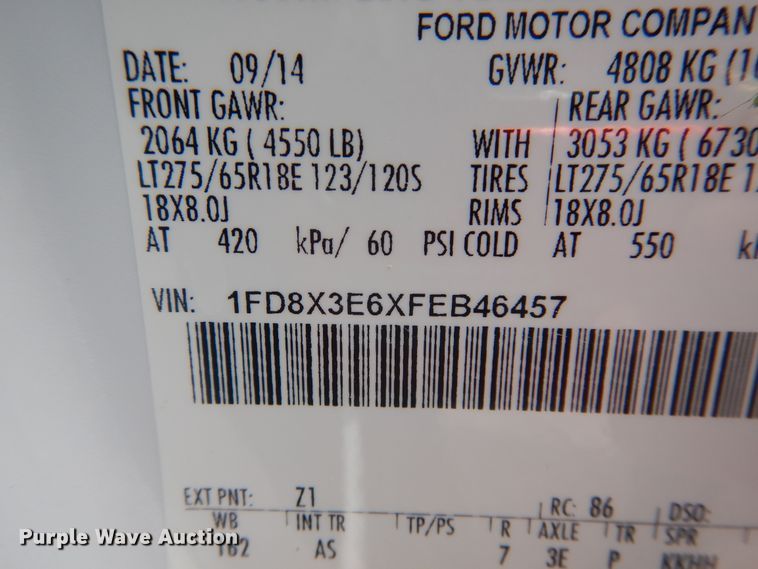 FORD MOTOR COMPAN
DATE: 09/14 GVWR: 4808 KG (10
FRONT GAWR: REAR GAWR:
2064 KG ( 4550 LB) WITH 3053 KG ( 6730
LT275/65R18E 123/120S TIRES LT275/65R18E 12
18X8.0J RIMS 18X8.0J
AT 420 kPa/ 60 PSI COLD AT 550
VIN: 1FD8X3E6XFEB46457
EXT PNT: Z1 RC: 86 DSO:
WB INT TR TP/PS R AXLE TR SPR
162 AS 7 3E P KKHH
Purple Wave Auction